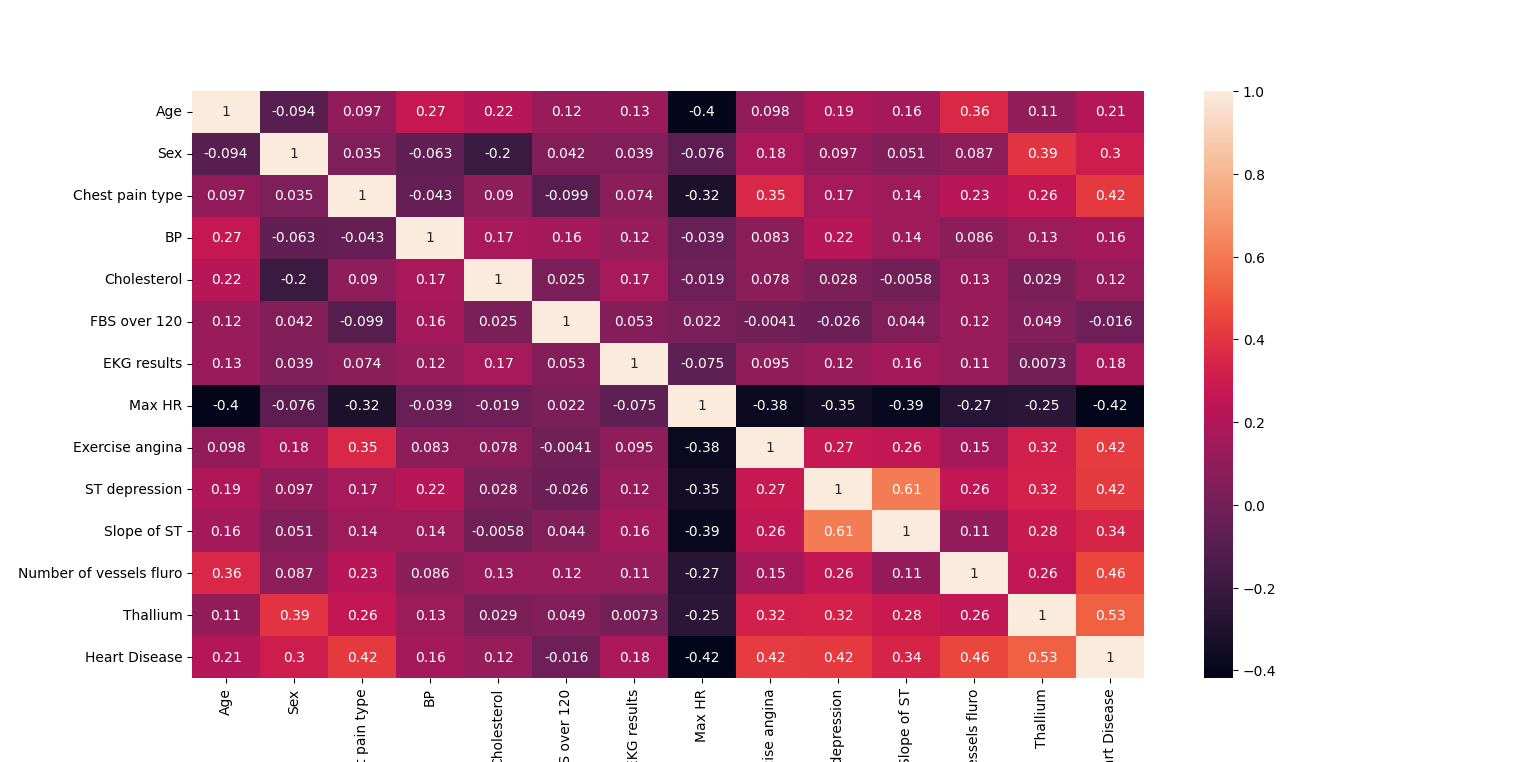 Age 1 -0.094 0.097 0.27 0.22 0.12 0.13 -0.4 0.098 0.19 0.16 0.36 0.11 0.21
Sex -0.094 1 0.035 -0.063 -0.2 0.042 0.039 -0.076 0.18 0.097 0.051 0.087 0.39 0.3
Chest pain type 0.097 0.035 1 -0.043 0.09 -0.099 0.074 -0.32 0.35 0.17 0.14 0.23 0.26 0.42
BP 0.27 -0.063 -0.043 1 0.17 0.16 0.12 -0.039 0.083 0.22 0.14 0.086 0.13 0.16
Cholesterol 0.22 -0.2 0.09 0.17 1 0.025 0.17 -0.019 0.078 0.028 -0.0058 0.13 0.029 0.12
FBS over 120 0.12 0.042 -0.099 0.16 0.025 1 0.053 0.022 -0.0041 -0.026 0.044 0.12 0.049 -0.016
EKG results 0.13 0.039 0.074 0.12 0.17 0.053 1 -0.075 0.095 0.12 0.16 0.11 0.0073 0.18
Max HR -0.4 -0.076 -0.32 -0.039 -0.019 0.022 -0.075 1 -0.38 -0.35 -0.39 -0.27 -0.25 -0.42
Exercise angina 0.098 0.18 0.35 0.083 0.078 -0.0041 0.095 -0.38 1 0.27 0.26 0.15 0.32 0.42
ST depression 0.19 0.097 0.17 0.22 0.028 -0.026 0.12 -0.35 0.27 1 0.61 0.26 0.32 0.42
Slope of ST 0.16 0.051 0.14 0.14 -0.0058 0.044 0.16 -0.39 0.26 0.61 1 0.11 0.28 0.34
Number of vessels fluro 0.36 0.087 0.23 0.086 0.13 0.12 0.11 -0.27 0.15 0.26 0.11 1 0.26 0.46
Thallium 0.11 0.39 0.26 0.13 0.029 0.049 0.0073 -0.25 0.32 0.32 0.28 0.26 1 0.53
Heart Disease 0.21 0.3 0.42 0.16 0.12 -0.016 0.18 -0.42 0.42 0.42 0.34 0.46 0.53 1
Age
Sex
pain type
BP
Cholesterol
over 120
EKG results
Max HR
angina
depression
Slope of ST
fluro
Thallium
Disease
1.0
0.8
0.6
0.4
0.2
0.0
−0.2
−0.4